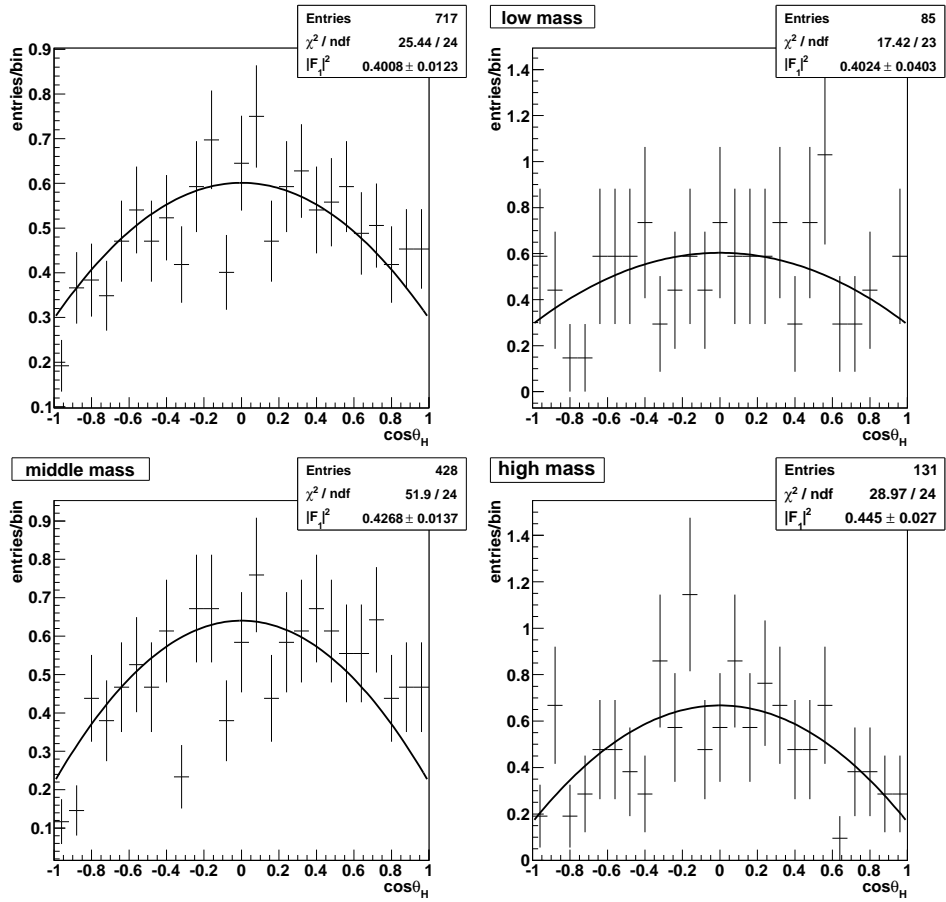 Entries 717
χ² / ndf 25.44 / 24
|F₁|² 0.4008 ± 0.0123
entries/bin
0.9
0.8
0.7
0.6
0.5
0.4
0.3
0.2
0.1
-1 -0.8 -0.6 -0.4 -0.2 0 0.2 0.4 0.6 0.8 1
cosθ_H
low mass
Entries 85
χ² / ndf 17.42 / 23
|F₁|² 0.4024 ± 0.0403
entries/bin
1.4
1.2
1
0.8
0.6
0.4
0.2
0
-1 -0.8 -0.6 -0.4 -0.2 0 0.2 0.4 0.6 0.8 1
cosθ_H
middle mass
Entries 428
χ² / ndf 51.9 / 24
|F₁|² 0.4268 ± 0.0137
entries/bin
0.9
0.8
0.7
0.6
0.5
0.4
0.3
0.2
0.1
-1 -0.8 -0.6 -0.4 -0.2 0 0.2 0.4 0.6 0.8 1
cosθ_H
high mass
Entries 131
χ² / ndf 28.97 / 24
|F₁|² 0.445 ± 0.027
entries/bin
1.4
1.2
1
0.8
0.6
0.4
0.2
0
-1 -0.8 -0.6 -0.4 -0.2 0 0.2 0.4 0.6 0.8 1
cosθ_H